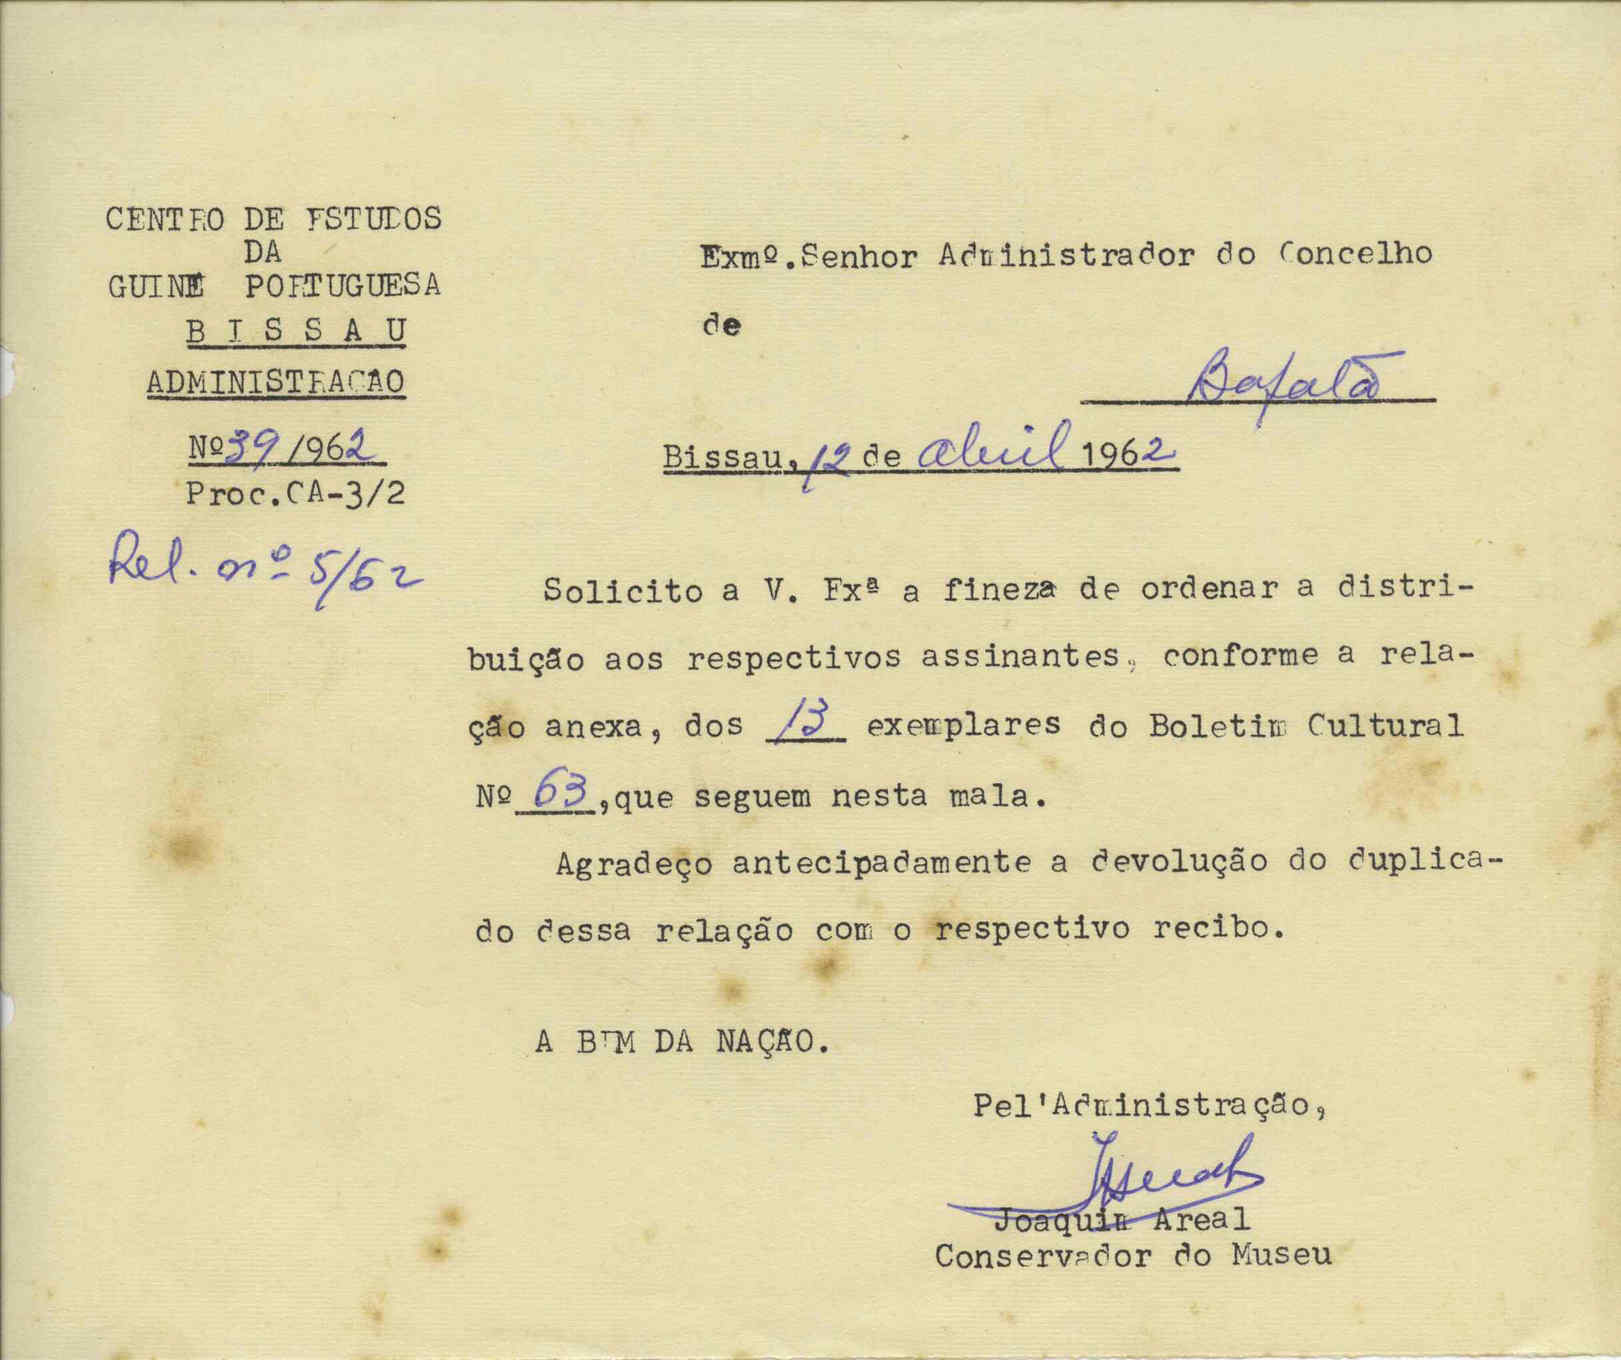 CENTRO DE ESTUDOS
DA
GUINÉ PORTUGUESA
B I S S A U
ADMINISTRAÇÃO
Nº 39/962
Proc.CA-3/2
Rel. nº 5/62
Exmº.Senhor Administrador do Concelho
de
Bafatà
Bissau, 12 de abril 1962
Solicito a V. Exª a fineza de ordenar a distri-
buição aos respectivos assinantes, conforme a rela-
ção anexa, dos 13 exemplares do Boletim Cultural
Nº 63,que seguem nesta mala.
Agradeço antecipadamente a devolução do duplica-
do dessa relação com o respectivo recibo.
A BEM DA NAÇÃO.
Pel'Administração,
Joaquim Areal
Conservador do Museu